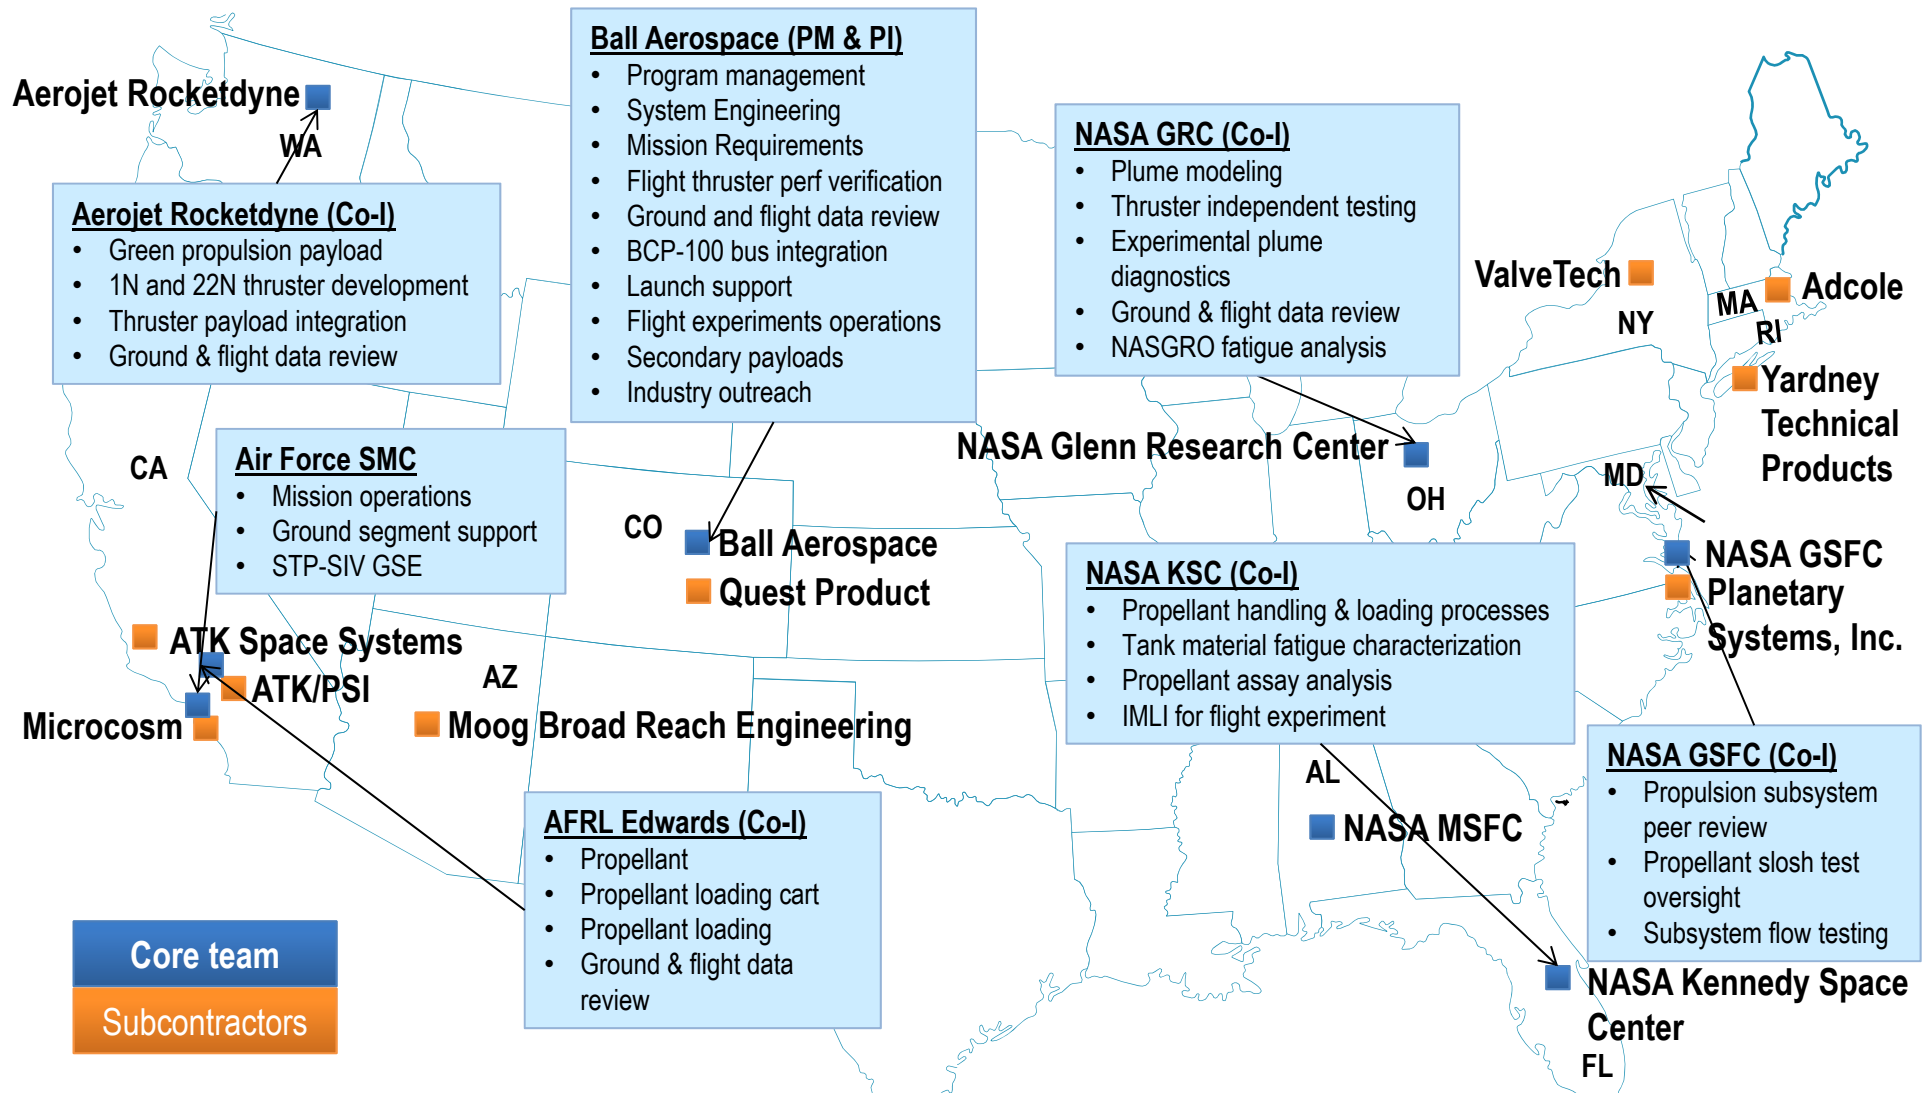 Aerojet Rocketdyne
WA
Aerojet Rocketdyne (Co-I)
• Green propulsion payload
• 1N and 22N thruster development
• Thruster payload integration
• Ground & flight data review
Ball Aerospace (PM & PI)
• Program management
• System Engineering
• Mission Requirements
• Flight thruster perf verification
• Ground and flight data review
• BCP-100 bus integration
• Launch support
• Flight experiments operations
• Secondary payloads
• Industry outreach
NASA GRC (Co-I)
• Plume modeling
• Thruster independent testing
• Experimental plume
diagnostics
• Ground & flight data review
• NASGRO fatigue analysis
ValveTech
NY
MA
Adcole
RI
Yardney
Technical
Products
CA
Air Force SMC
• Mission operations
• Ground segment support
• STP-SIV GSE
NASA Glenn Research Center
OH
MD
CO
Ball Aerospace
Quest Product
NASA KSC (Co-I)
• Propellant handling & loading processes
• Tank material fatigue characterization
• Propellant assay analysis
• IMLI for flight experiment
NASA GSFC
Planetary
Systems, Inc.
ATK Space Systems
ATK/PSI
Microcosm
AZ
Moog Broad Reach Engineering
AL
NASA MSFC
NASA GSFC (Co-I)
• Propulsion subsystem
peer review
• Propellant slosh test
oversight
• Subsystem flow testing
AFRL Edwards (Co-I)
• Propellant
• Propellant loading cart
• Propellant loading
• Ground & flight data
review
Core team
Subcontractors
NASA Kennedy Space
Center
FL